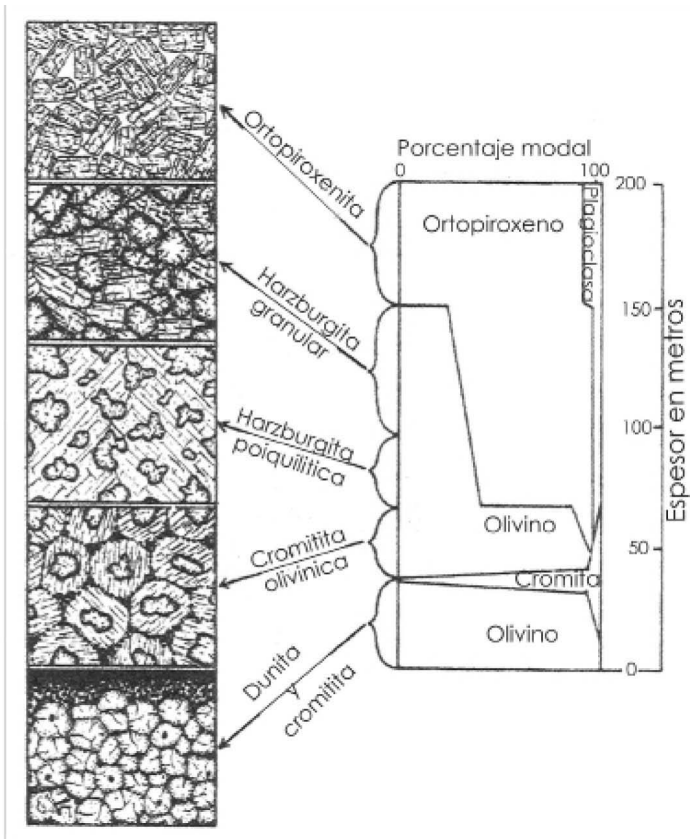 Porcentaje modal
0
100
Ortopiroxenita
Harzburgita
granular
Harzburgita
poiquilítica
Cromitita
olivinica
Dunita
y
cromitita
Ortopiroxeno
Plagioclasa
Olivino
Cromita
Olivino
200
150
100
50
0
Espesor en metros